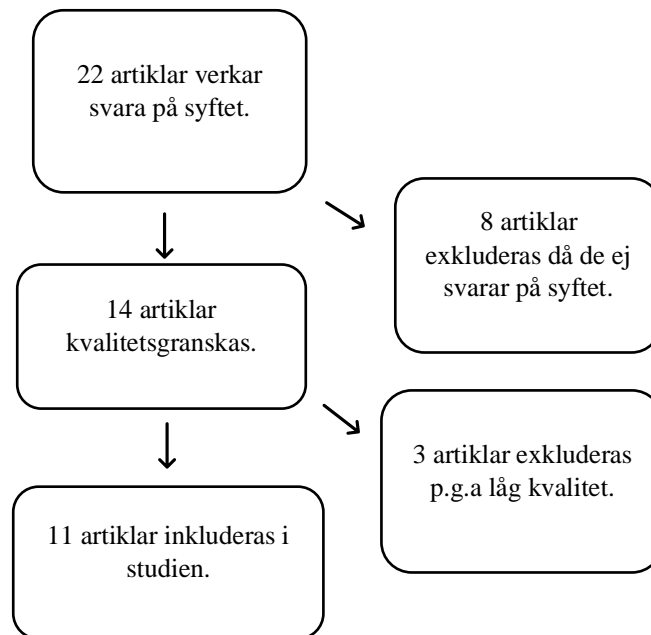 22 artiklar verkar
svara på syftet.
8 artiklar
exkluderas då de ej
svarar på syftet.
14 artiklar
kvalitetsgranskas.
3 artiklar exkluderas
p.g.a låg kvalitet.
11 artiklar inkluderas i
studien.